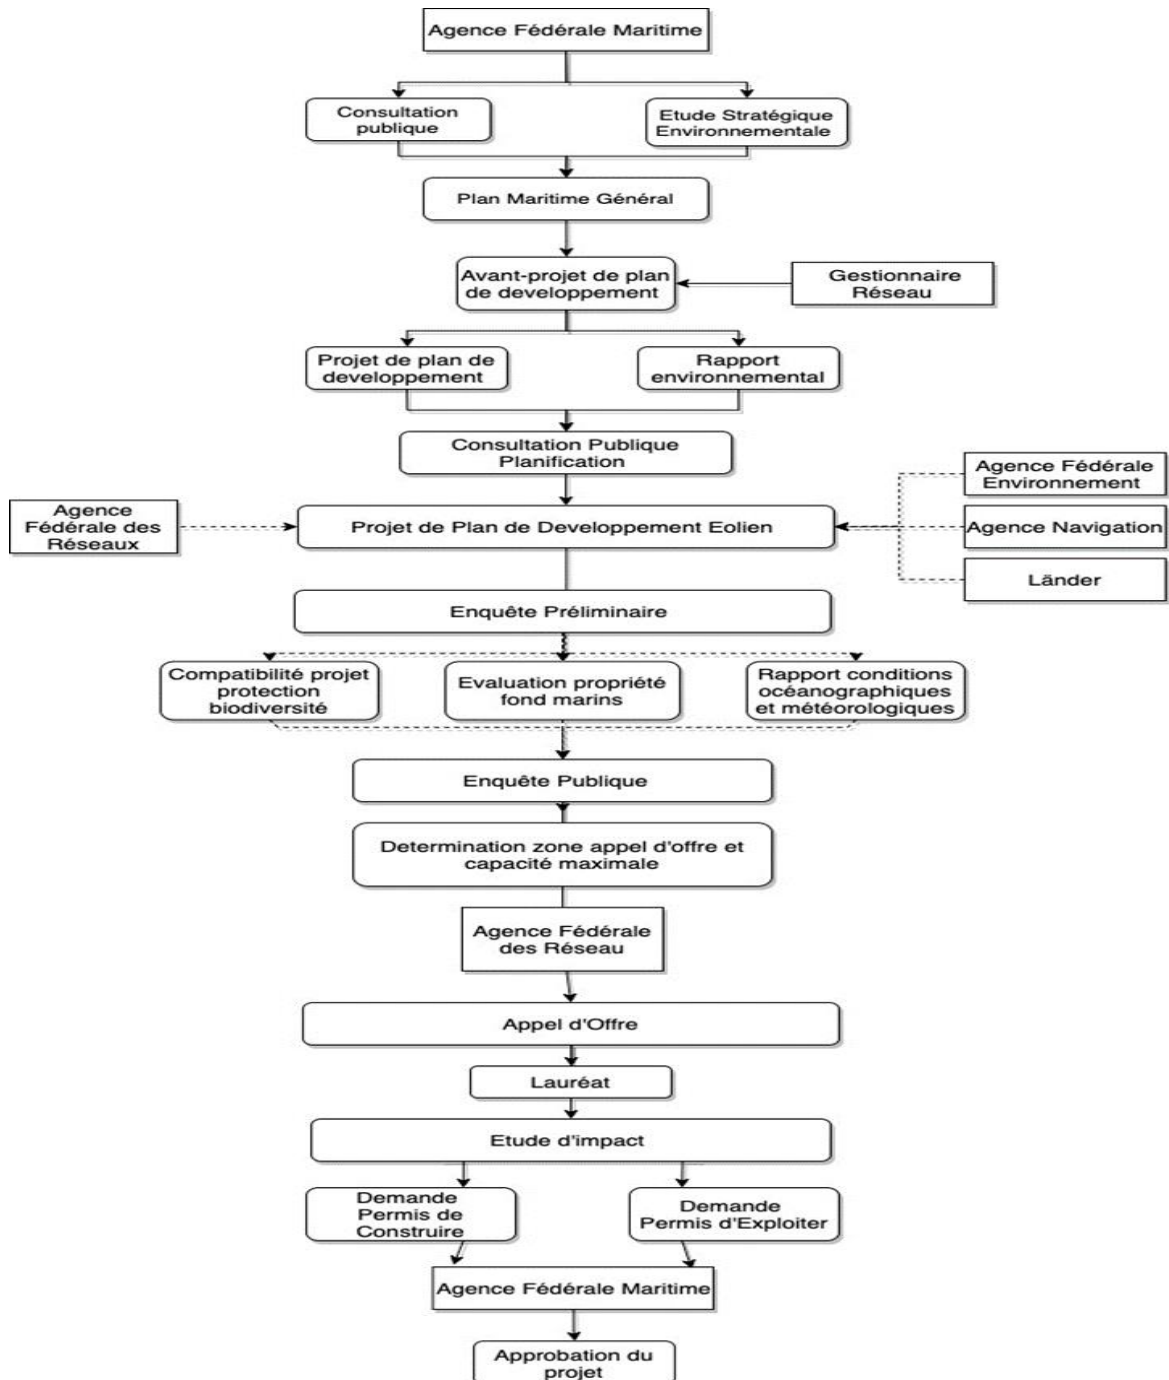 Agence Fédérale Maritime
Consultation
publique
Etude Stratégique
Environnementale
Plan Maritime Général
Avant-projet de plan
de developpement
Gestionnaire
Réseau
Projet de plan de
developpement
Rapport
environnemental
Consultation Publique
Planification
Agence Fédérale
Environnement
Agence
Fédérale des
Réseaux
Projet de Plan de Developpement Eolien
Agence Navigation
Länder
Enquête Préliminaire
Compatibilité projet
protection
biodiversité
Evaluation propriété
fond marins
Rapport conditions
océanographiques
et météorologiques
Enquête Publique
Determination zone appel d'offre et
capacité maximale
Agence Fédérale
des Réseau
Appel d'Offre
Lauréat
Etude d'impact
Demande
Permis de
Construire
Demande
Permis d'Exploiter
Agence Fédérale Maritime
Approbation du
projet